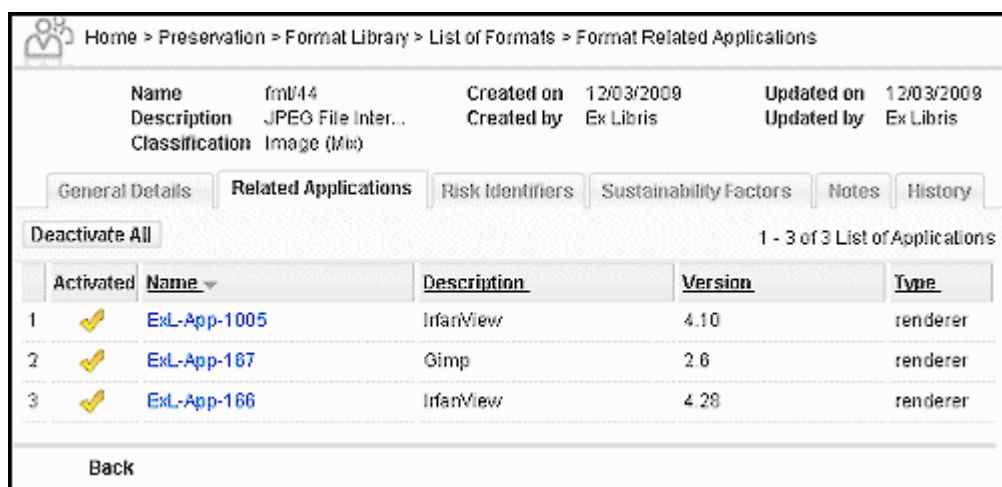 Home > Preservation > Format Library > List of Formats > Format Related Applications
Name fmt/44 Created on 12/03/2009 Updated on 12/03/2009
Description JPEG File Inter... Created by Ex Libris Updated by Ex Libris
Classification Image (Mix)
General Details Related Applications Risk Identifiers Sustainability Factors Notes History
Deactivate All 1 - 3 of 3 List of Applications
Activated Name Description Version Type
1 ExL-App-1005 IrfanView 4.10 renderer
2 ExL-App-167 Gimp 2.6 renderer
3 ExL-App-166 IrfanView 4.28 renderer
Back